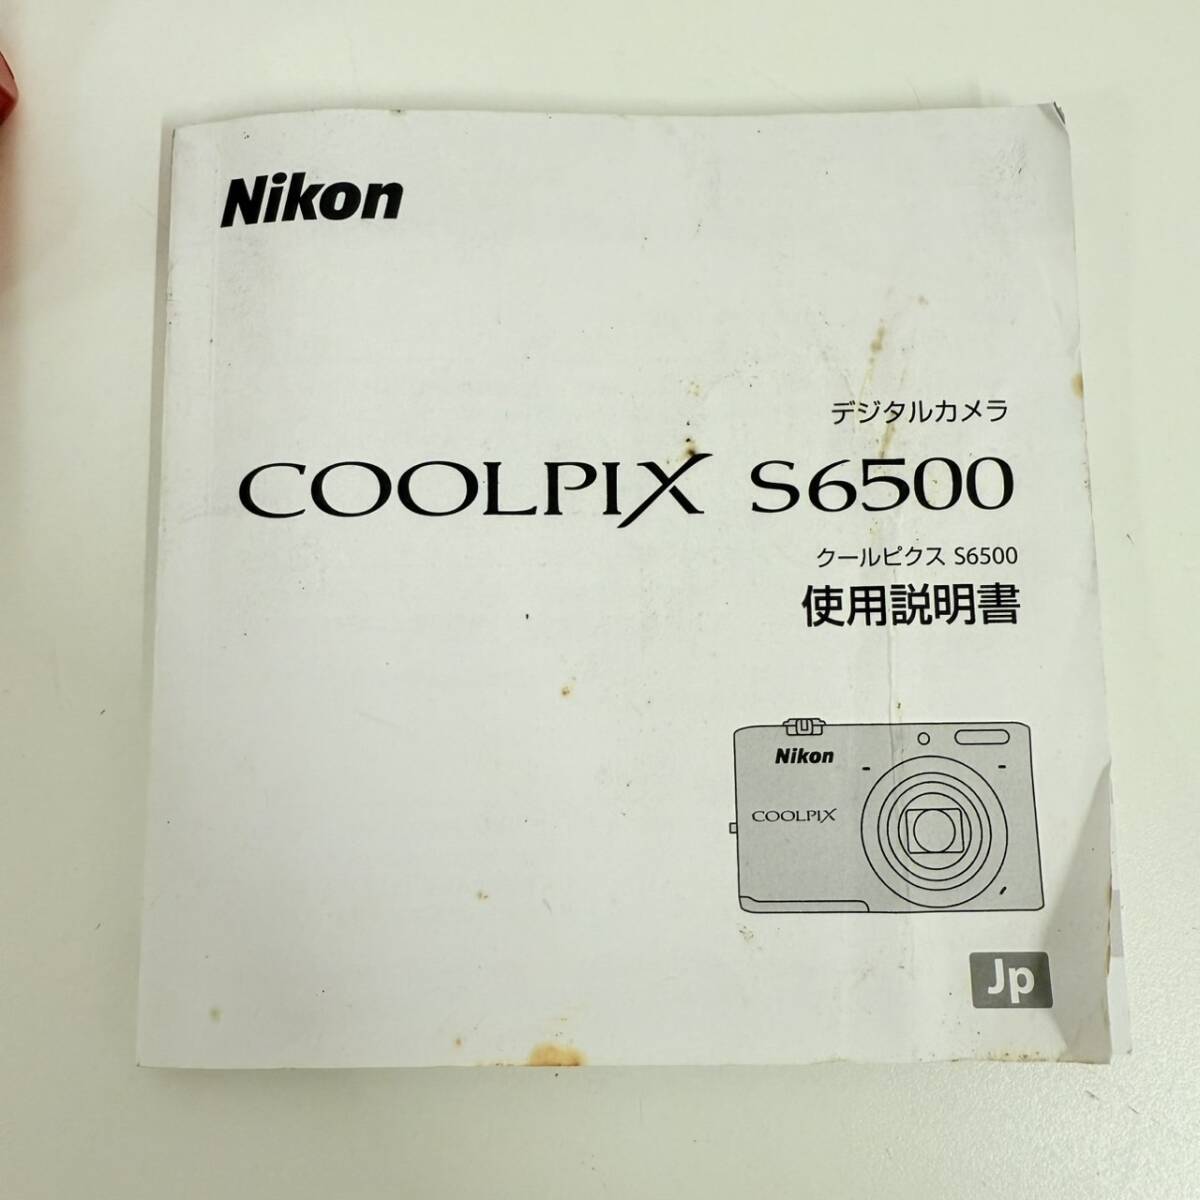 Nikon
デジタルカメラ
COOLPIX S6500
クールピクス S6500
使用説明書
Nikon
COOLPIX
Jp